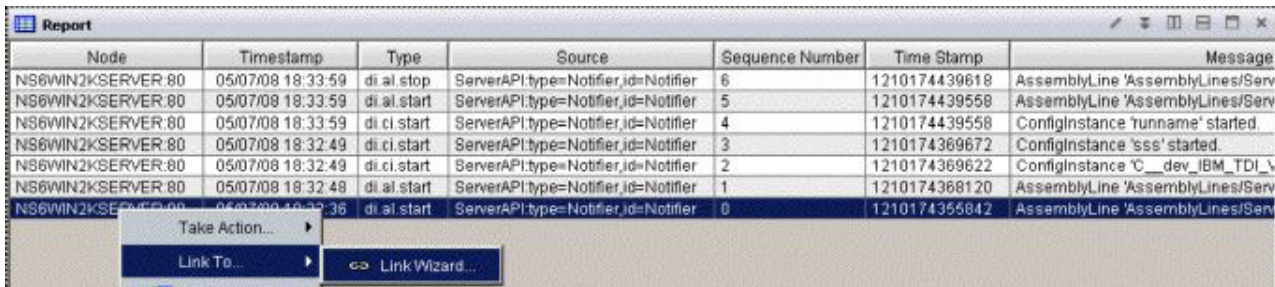 Report
Node Timestamp Type Source Sequence Number Time Stamp Message
NS6WIN2KSERVER:80 05/07/08 18:33:59 di.al.stop ServerAPI:type=Notifier,id=Notifier 6 1210174439618 AssemblyLine 'AssemblyLines/Serv
NS6WIN2KSERVER:80 05/07/08 18:33:59 di.al.start ServerAPI:type=Notifier,id=Notifier 5 1210174439558 AssemblyLine 'AssemblyLines/Serv
NS6WIN2KSERVER:80 05/07/08 18:33:59 di.ci.start ServerAPI:type=Notifier,id=Notifier 4 1210174439558 ConfigInstance 'runname' started.
NS6WIN2KSERVER:80 05/07/08 18:32:49 di.ci.start ServerAPI:type=Notifier,id=Notifier 3 1210174369672 ConfigInstance 'sss' started.
NS6WIN2KSERVER:80 05/07/08 18:32:49 di.ci.start ServerAPI:type=Notifier,id=Notifier 2 1210174369622 ConfigInstance 'C__dev_IBM_TDI_V
NS6WIN2KSERVER:80 05/07/08 18:32:48 di.al.start ServerAPI:type=Notifier,id=Notifier 1 1210174368120 AssemblyLine 'AssemblyLines/Serv
di.al.start ServerAPI:type=Notifier,id=Notifier 0 1210174355842 AssemblyLine 'AssemblyLines/Serv
Take Action...
Link To... Link Wizard...